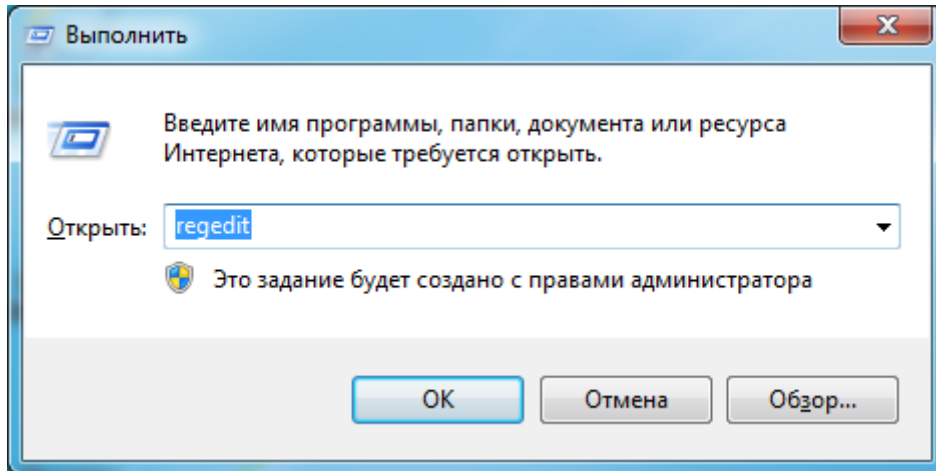 Выполнить
Введите имя программы, папки, документа или ресурса
Интернета, которые требуется открыть.
Открыть: regedit
Это задание будет создано с правами администратора
ОК Отмена Обзор...